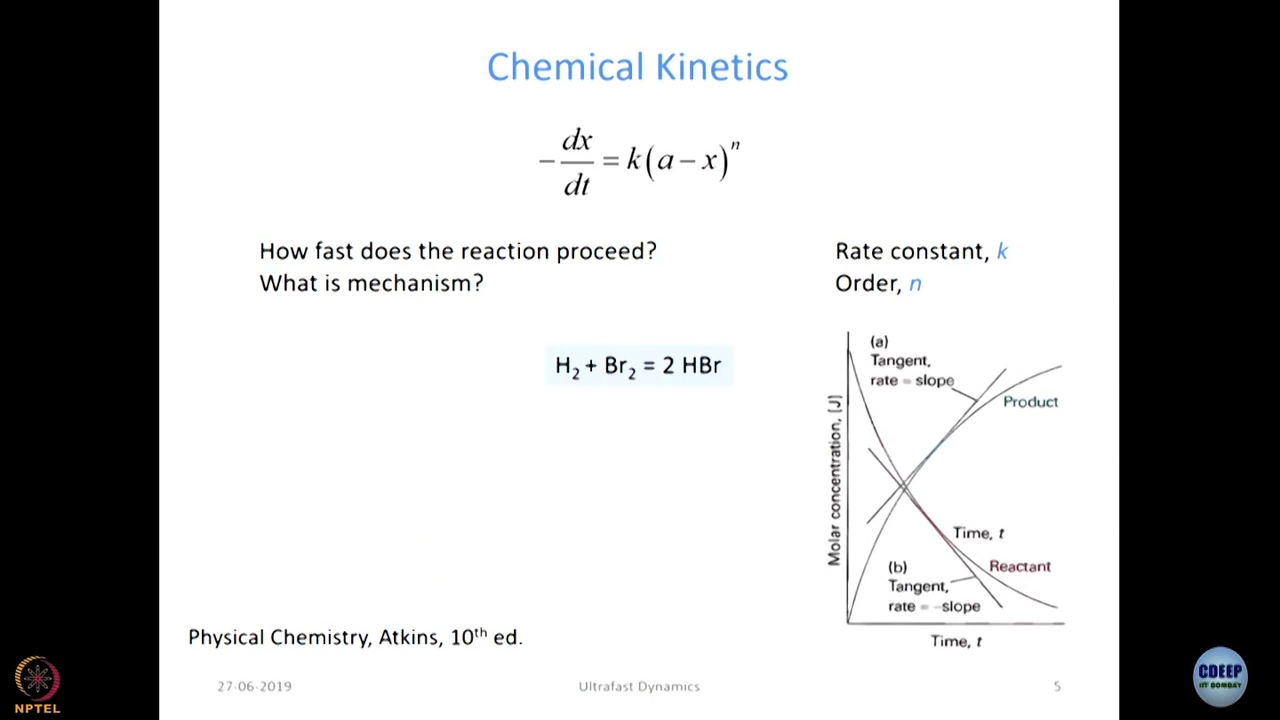 Chemical Kinetics
− dx/dt = k(a − x)ⁿ
How fast does the reaction proceed?
What is mechanism?
Rate constant, k
Order, n
H₂ + Br₂ = 2 HBr
(a)
Tangent,
rate = slope
Product
Molar concentration, [J]
Time, t
Reactant
(b)
Tangent,
rate = -slope
Time, t
Physical Chemistry, Atkins, 10th ed.
27-06-2019
Ultrafast Dynamics
5
NPTEL
CDEEP
IIT BOMBAY